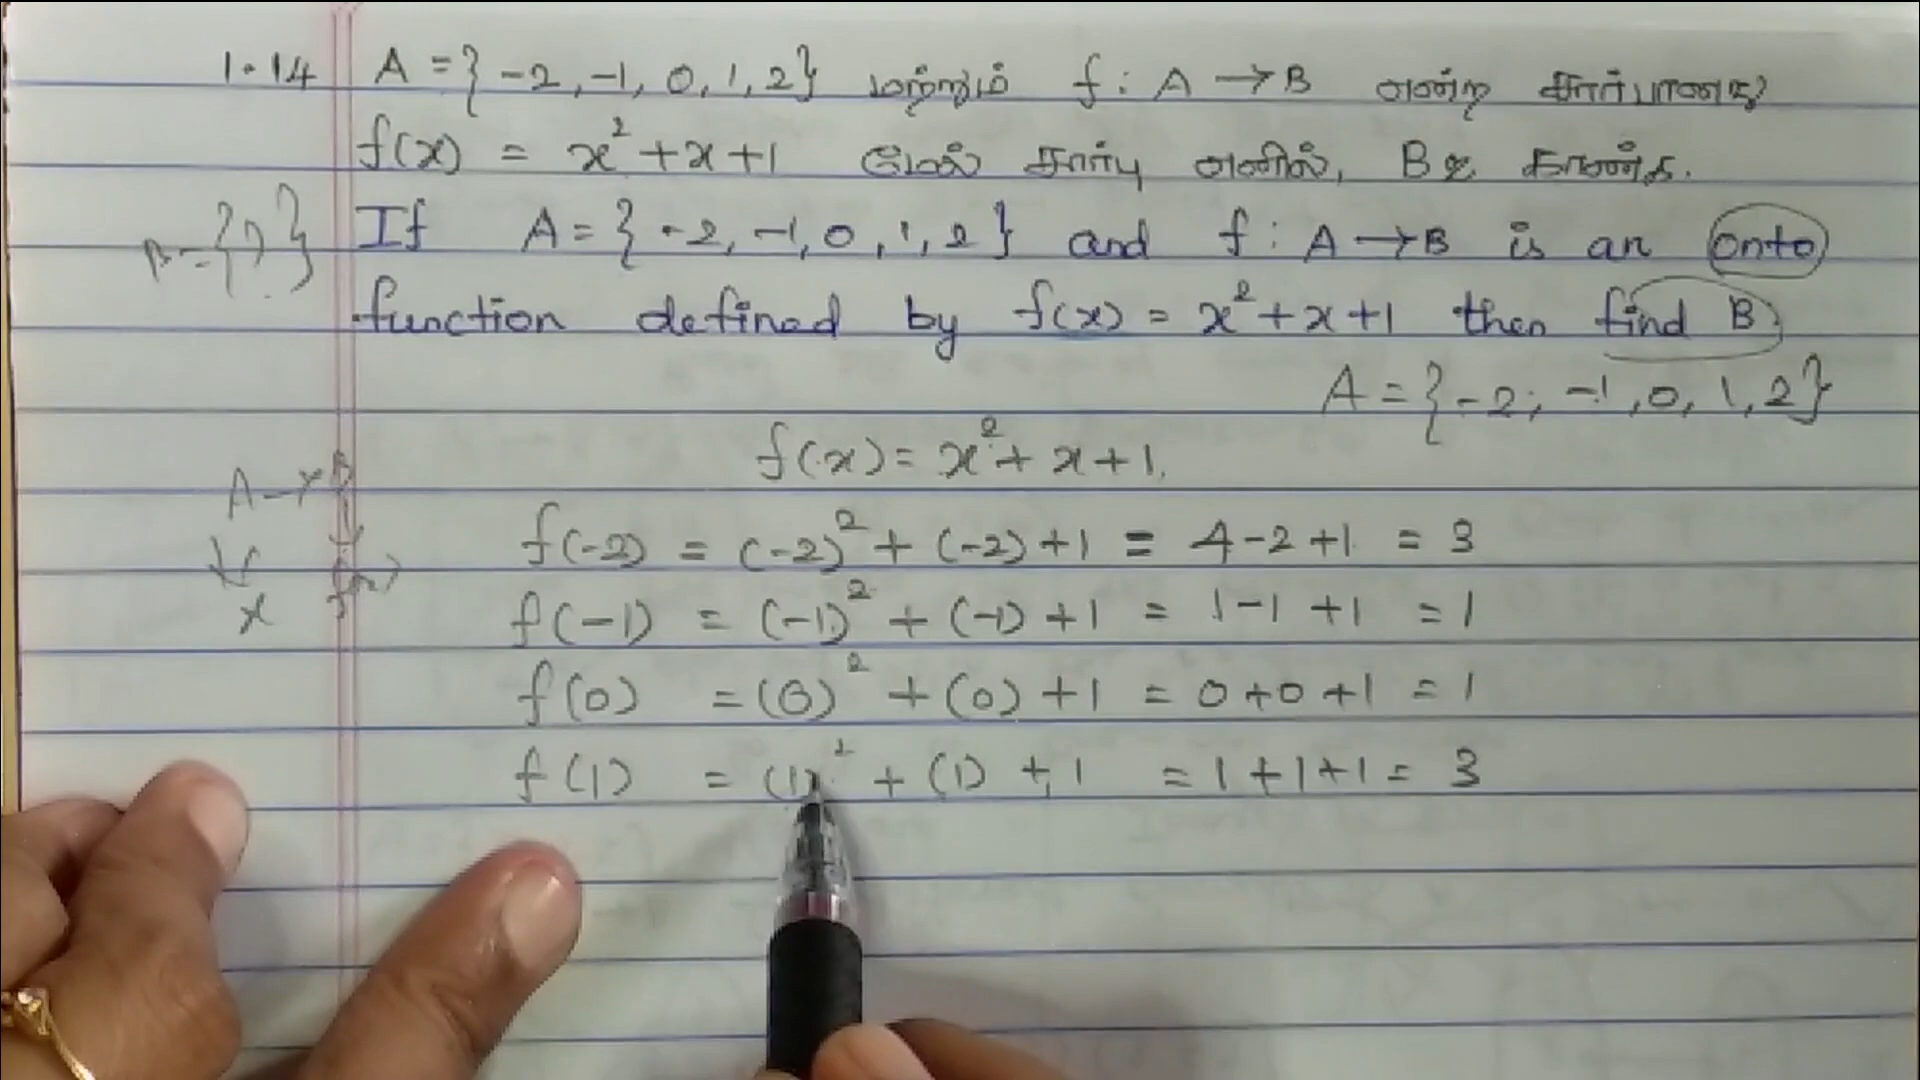 1.14 A = {-2, -1, 0, 1, 2} மற்றும் f : A → B என்ற சார்பானது
f(x) = x² + x + 1 மேல் சார்பு எனில், B ஐ காண்க.
B = { }
If A = {-2, -1, 0, 1, 2} and f : A → B is an onto
function defined by f(x) = x² + x + 1 then find B
A = {-2, -1, 0, 1, 2}
f(x) = x² + x + 1.
A → B
x f(x)
f(-2) = (-2)² + (-2) + 1 = 4 - 2 + 1 = 3
f(-1) = (-1)² + (-1) + 1 = 1 - 1 + 1 = 1
f(0) = (0)² + (0) + 1 = 0 + 0 + 1 = 1
f(1) = (1)² + (1) + 1 = 1 + 1 + 1 = 3